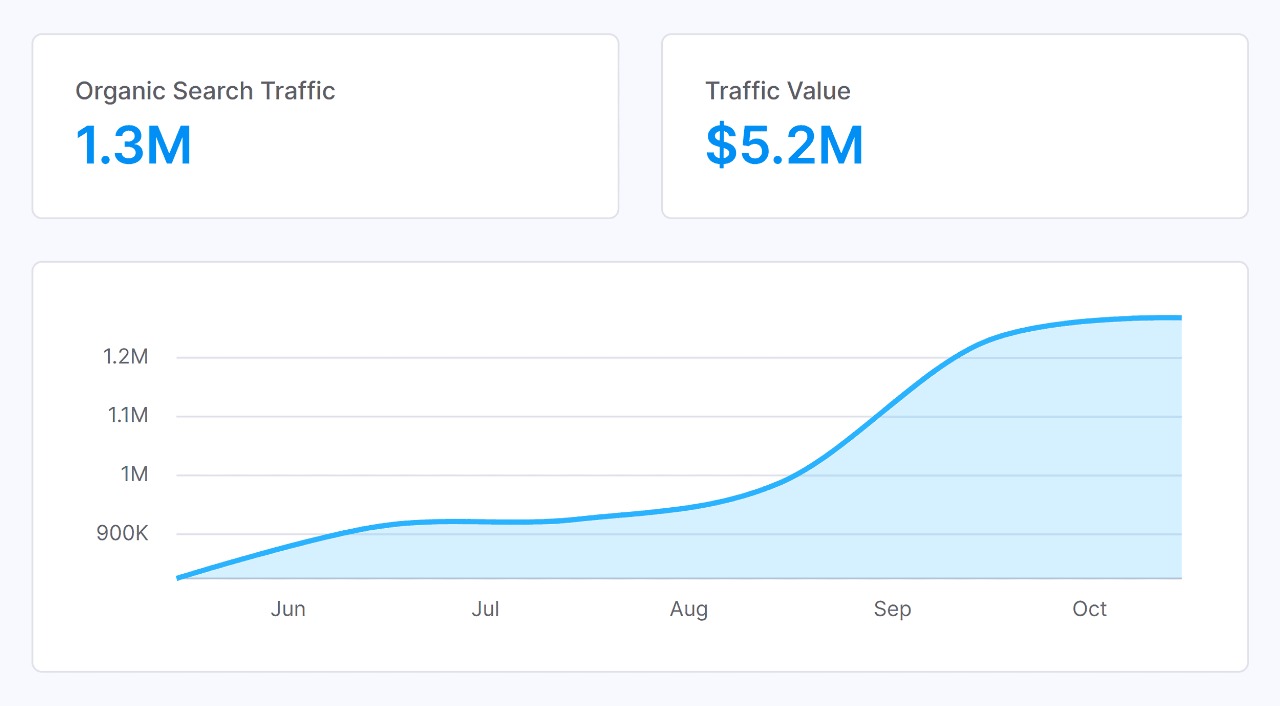 Organic Search Traffic
1.3M
Traffic Value
$5.2M
1.2M
1.1M
1M
900K
Jun Jul Aug Sep Oct